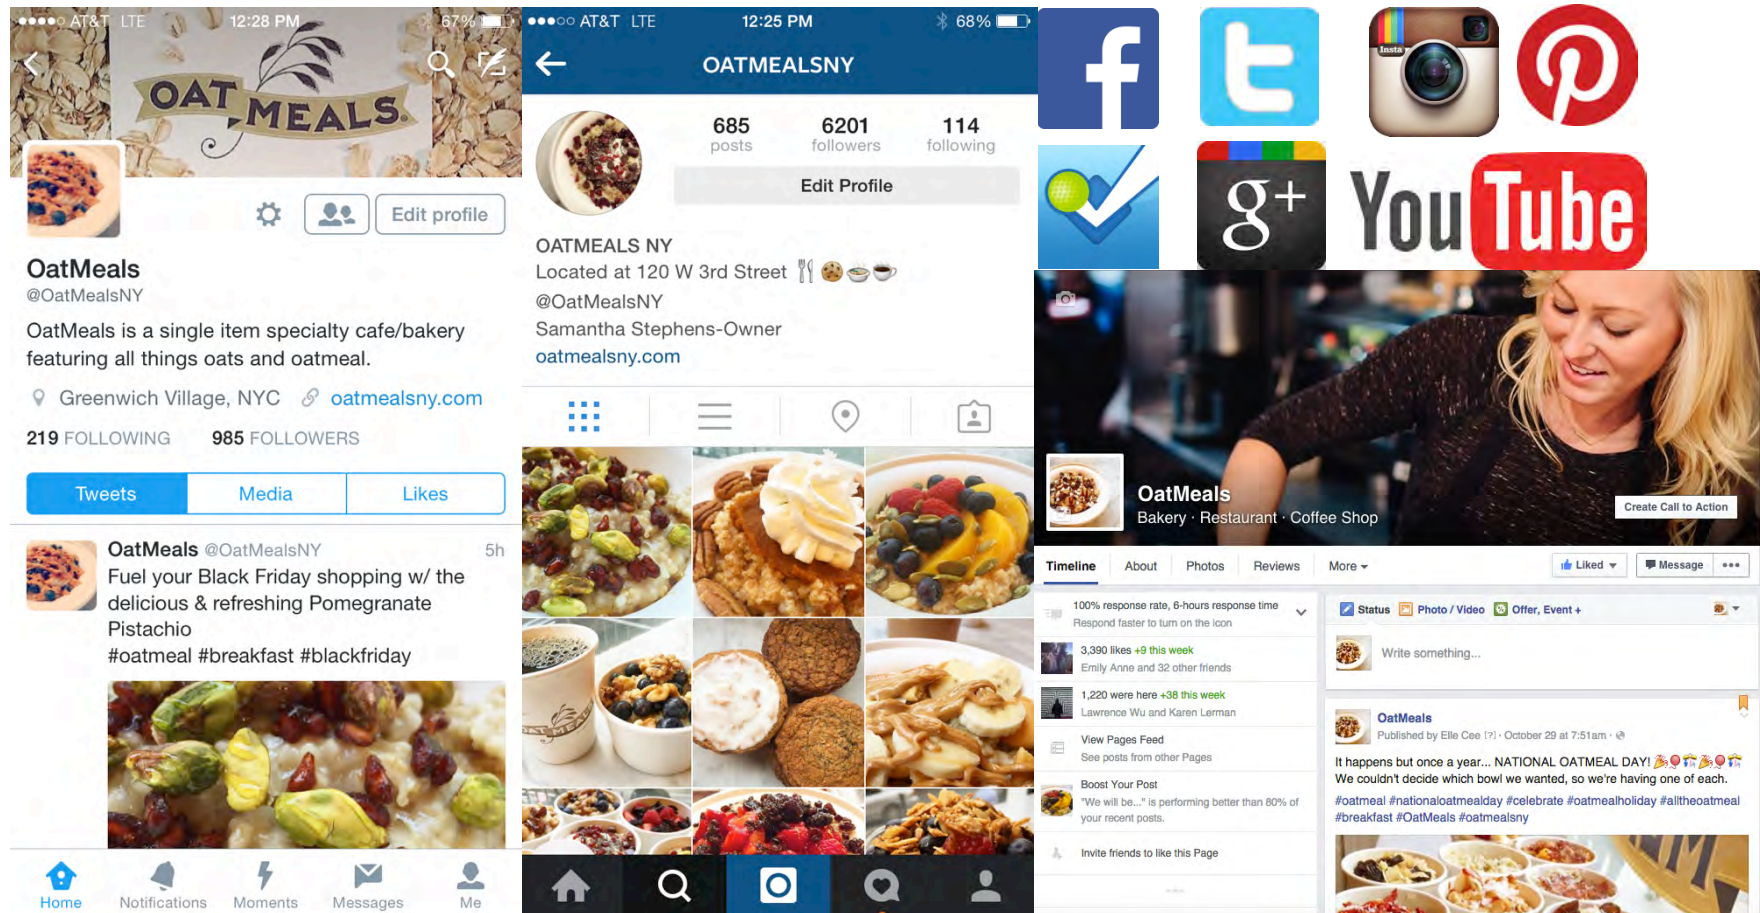 AT&T LTE
12:28 PM
67%
OAT MEALS.
Edit profile
OatMeals
@OatMealsNY
OatMeals is a single item specialty cafe/bakery
featuring all things oats and oatmeal.
Greenwich Village, NYC
oatmealsny.com
219 FOLLOWING
985 FOLLOWERS
Tweets
Media
Likes
OatMeals @OatMealsNY
5h
Fuel your Black Friday shopping w/ the
delicious & refreshing Pomegranate
Pistachio
#oatmeal #breakfast #blackfriday
Home
Notifications
Moments
Messages
Me
AT&T LTE
12:25 PM
68%
OATMEALSNY
685
posts
6201
followers
114
following
Edit Profile
OATMEALS NY
Located at 120 W 3rd Street
@OatMealsNY
Samantha Stephens-Owner
oatmealsny.com
OAT MEALS
f
t
Insta
P
g+
YouTube
OatMeals
Bakery · Restaurant · Coffee Shop
Create Call to Action
Timeline
About
Photos
Reviews
More
Liked
Message
100% response rate, 6-hours response time
Respond faster to turn on the icon
3,390 likes +9 this week
Emily Anne and 32 other friends
1,220 were here +38 this week
Lawrence Wu and Karen Lerman
View Pages Feed
See posts from other Pages
Boost Your Post
"We will be..." is performing better than 80% of
your recent posts.
Invite friends to like this Page
Status
Photo / Video
Offer, Event +
Write something...
OatMeals
Published by Elle Cee [?] · October 29 at 7:51am ·
It happens but once a year... NATIONAL OATMEAL DAY!
We couldn't decide which bowl we wanted, so we're having one of each.
#oatmeal #nationaloatmealday #celebrate #oatmealholiday #alltheoatmeal
#breakfast #OatMeals #oatmealsny